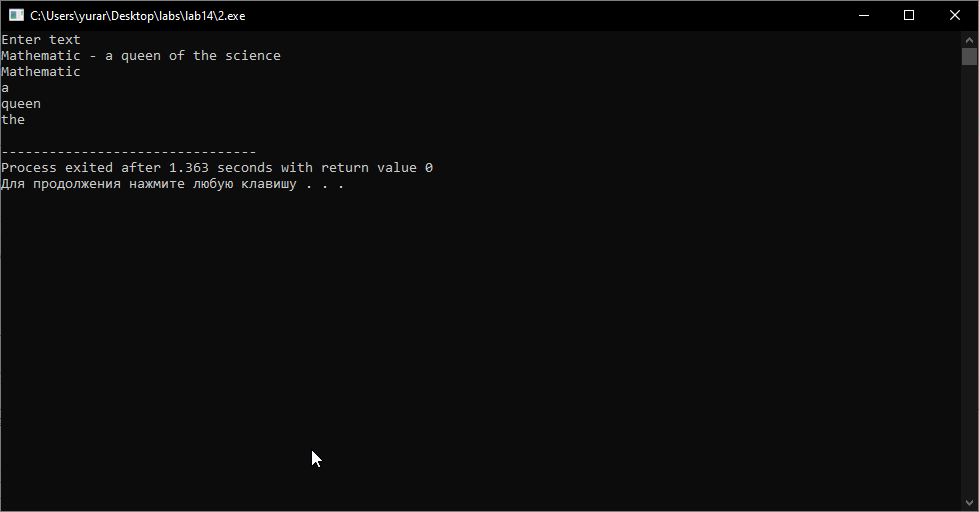 C:\Users\yurar\Desktop\labs\lab14\2.exe
Enter text
Mathematic - a queen of the science
Mathematic
a
queen
the
--------------------------------
Process exited after 1.363 seconds with return value 0
Для продолжения нажмите любую клавишу . . .